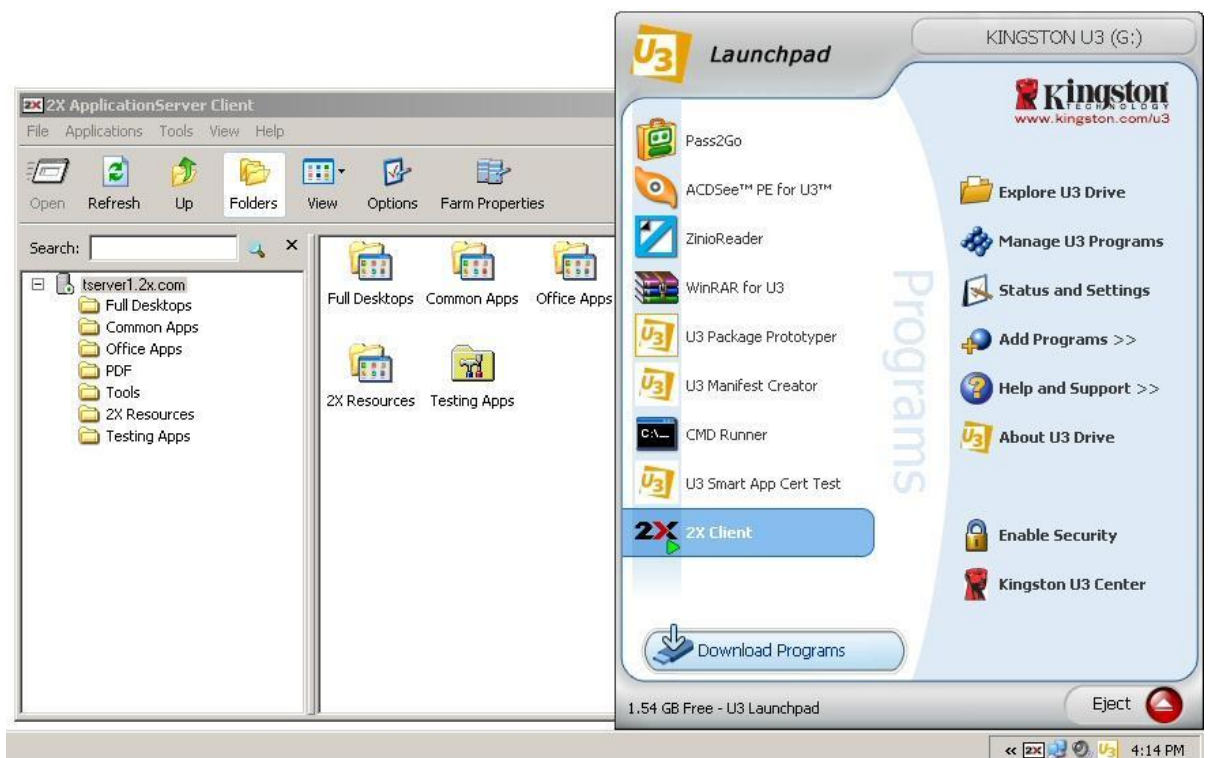 2X ApplicationServer Client
File Applications Tools View Help
Open Refresh Up Folders View Options Farm Properties
Search:
tserver1.2x.com
Full Desktops
Common Apps
Office Apps
PDF
Tools
2X Resources
Testing Apps
Full Desktops Common Apps Office Apps
2X Resources Testing Apps
U3 Launchpad
KINGSTON U3 (G:)
Kingston
TECHNOLOGY
www.kingston.com/u3
Pass2Go
ACDSee™ PE for U3™
ZinioReader
WinRAR for U3
U3 Package Prototyper
U3 Manifest Creator
C:\_ CMD Runner
U3 Smart App Cert Test
2X 2X Client
Programs
Download Programs
Explore U3 Drive
Manage U3 Programs
Status and Settings
Add Programs >>
Help and Support >>
About U3 Drive
Enable Security
Kingston U3 Center
1.54 GB Free - U3 Launchpad
Eject
« 2X U3 4:14 PM